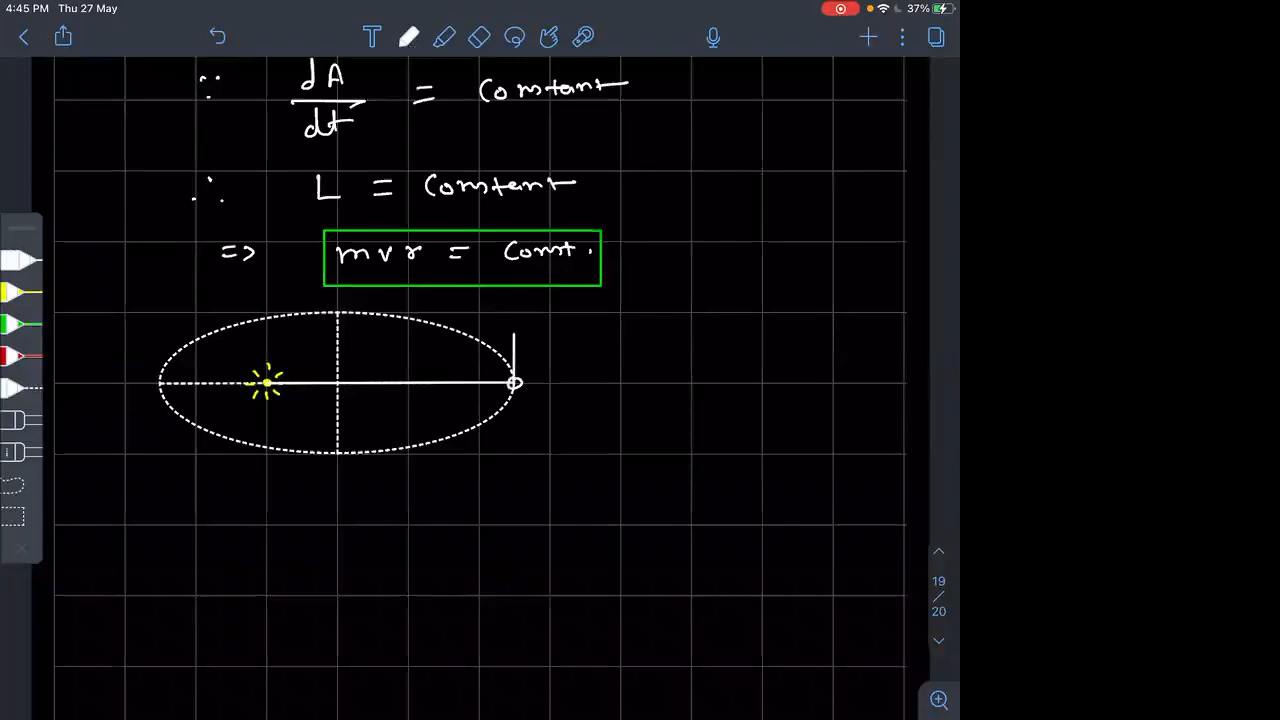 4:45 PM Thu 27 May
37%
∵ dA/dt = Constant
∴ L = Constant
=> mvr = Const.
19
/
20